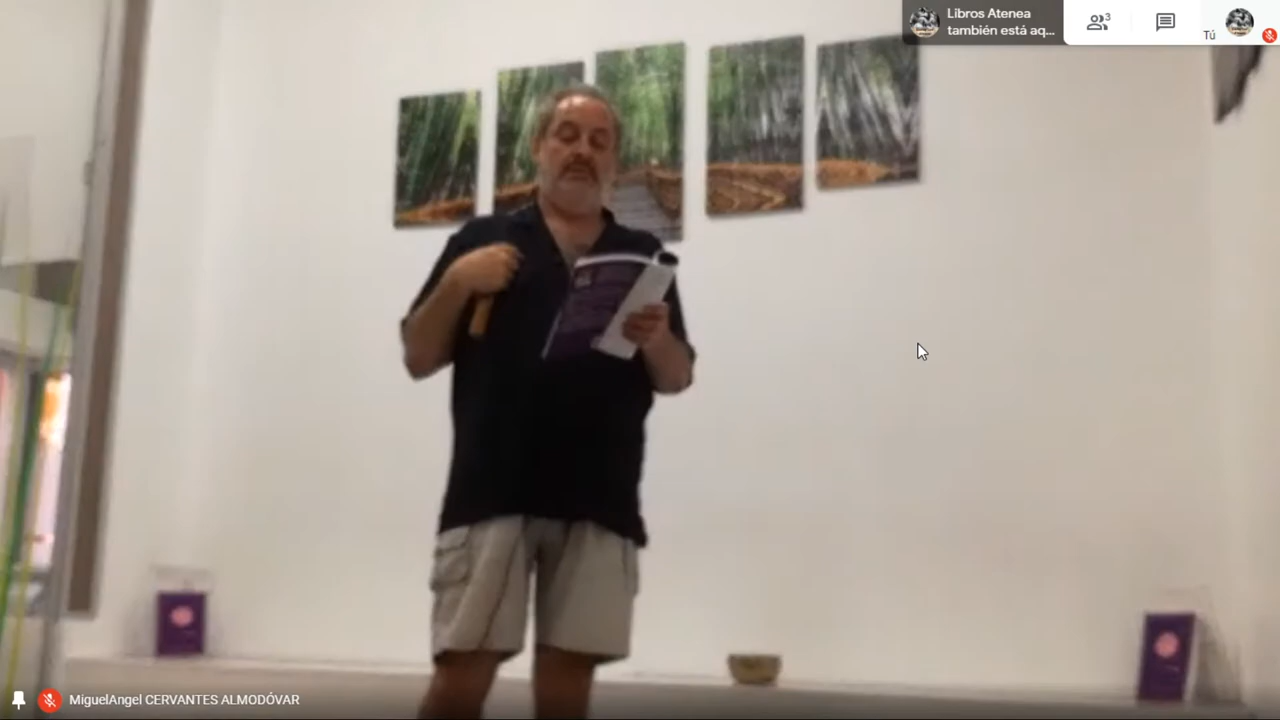 Libros Atenea
también está aq...
3
Tú
MiguelAngel CERVANTES ALMODÓVAR